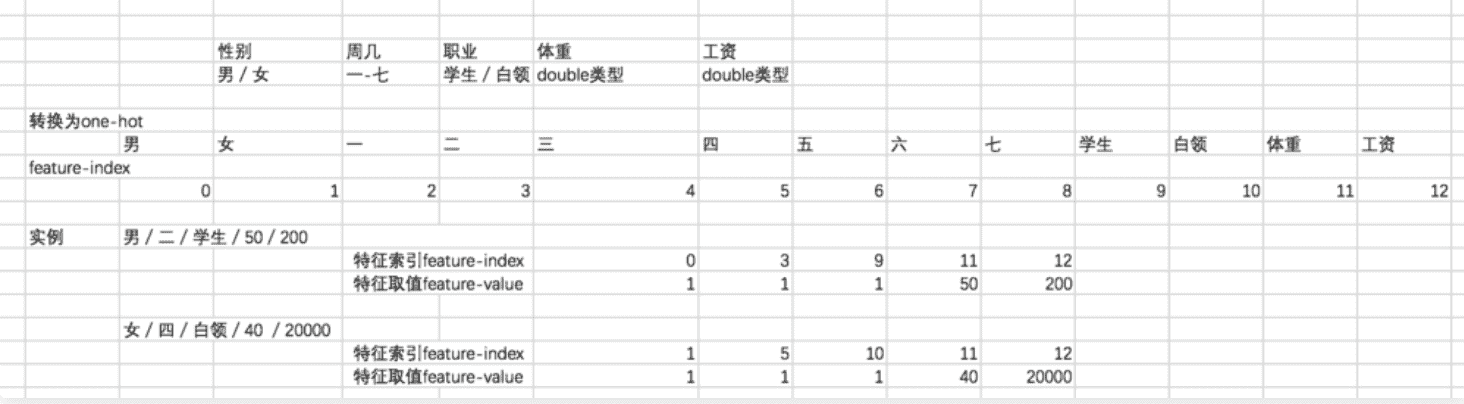 性别 周几 职业 体重 工资
男 / 女 一-七 学生 / 白领 double类型 double类型
转换为one-hot
男 女 一 二 三 四 五 六 七 学生 白领 体重 工资
feature-index
0 1 2 3 4 5 6 7 8 9 10 11 12
实例 男 / 二 / 学生 / 50 / 200
特征索引feature-index 0 3 9 11 12
特征取值feature-value 1 1 1 50 200
女 / 四 / 白领 / 40 / 20000
特征索引feature-index 1 5 10 11 12
特征取值feature-value 1 1 1 40 20000